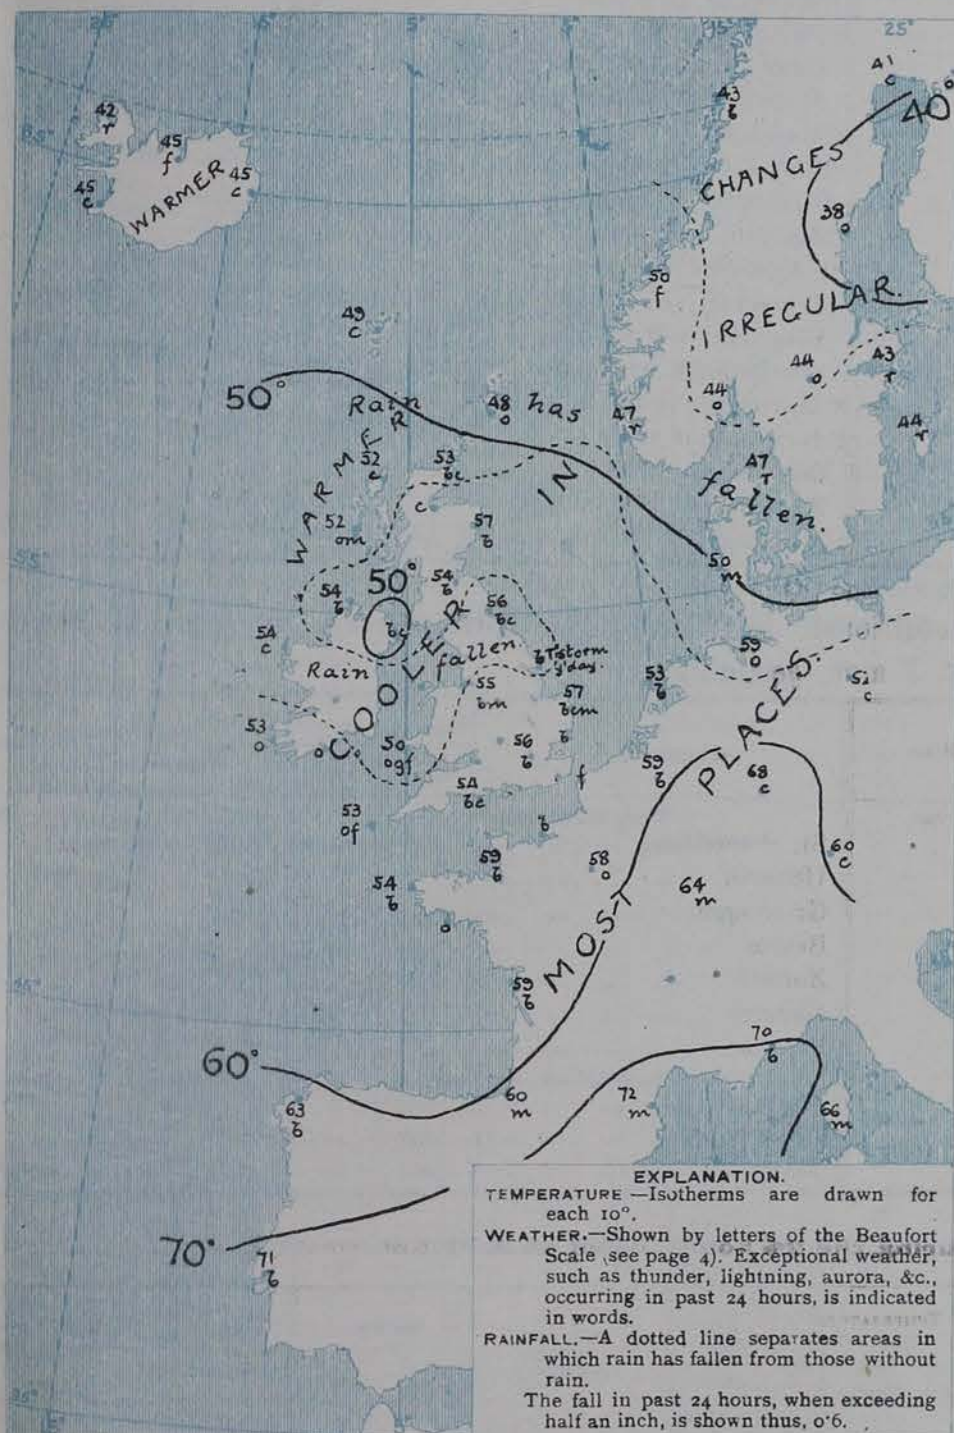 25°
41
c
40°
43
b
42
r
45
f
65°
45
c
45
c
WARMER
CHANGES
38
o
50
f
IRREGULAR.
49
c
44
o
43
r
50°
Rain has
48
o
44
o
47
r
44
r
WARMER
52
c
53
bc
IN
47
r
fallen.
c
52
om
57
b
55°
50°
50
m
54
b
54
b
56
bc
bc
54
c
COOLER
Rain fallen.
b T'storm
y'day.
59
o
53
b
52
c
55
bm
57
bcm
PLACES.
53
o
o
50
ogf
56
b
b
59
b
68
c
54
bc
f
53
of
b
60
c
59
b
58
o
54
b
64
m
o
MOST
59
b
45°
70
b
60°
63
b
60
m
72
m
66
m
70°
71
b
EXPLANATION.
TEMPERATURE —Isotherms are drawn for
each 10°.
WEATHER.—Shown by letters of the Beaufort
Scale (see page 4). Exceptional weather,
such as thunder, lightning, aurora, &c.,
occurring in past 24 hours, is indicated
in words.
RAINFALL.—A dotted line separates areas in
which rain has fallen from those without
rain.
The fall in past 24 hours, when exceeding
half an inch, is shown thus, 0·6.
35°